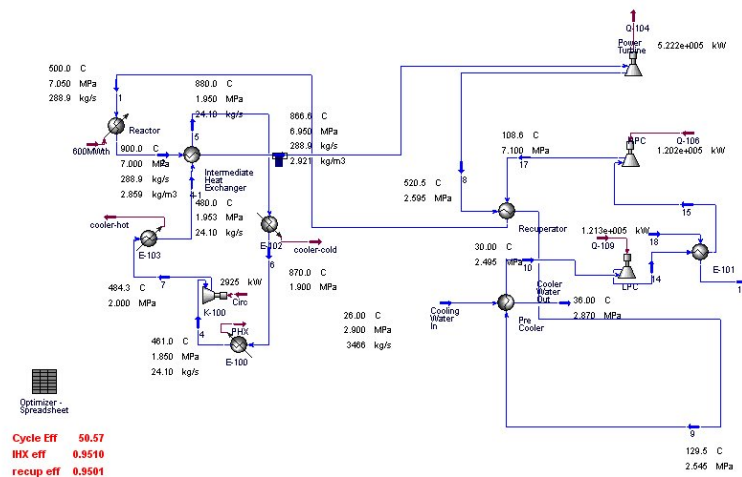 Q-104
Power
Turbine
5.222e+005 kW
500.0 C
7.050 MPa
288.9 kg/s
1
Reactor
600MWth
880.0 C
1.950 MPa
24.10 kg/s
5
900.0 C
7.000 MPa
2
288.9 kg/s
2.859 kg/m3
4-1
Intermediate
Heat
Exchanger
866.6 C
6.950 MPa
288.9 kg/s
2.921 kg/m3
108.6 C
7.100 MPa
17
Q-106
1.202e+005 kW
8
520.5 C
2.595 MPa
Recuperator
15
cooler-hot
E-103
480.0 C
1.953 MPa
24.10 kg/s
E-102
cooler-cold
6
870.0 C
1.900 MPa
1.213e+005 kW
Q-109
18
30.00 C
2.495 MPa
10
LPC
14
E-101
484.3 C
2.000 MPa
7
2925 kW
Circ
K-100
4
PHX
E-100
461.0 C
1.850 MPa
24.10 kg/s
26.00 C
2.900 MPa
3466 kg/s
Cooling
Water
In
Cooler
Water
Out
Pre
Cooler
36.00 C
2.870 MPa
9
129.5 C
2.545 MPa
Optimizer -
Spreadsheet
Cycle Eff 50.57
IHX eff 0.9510
recup eff 0.9501